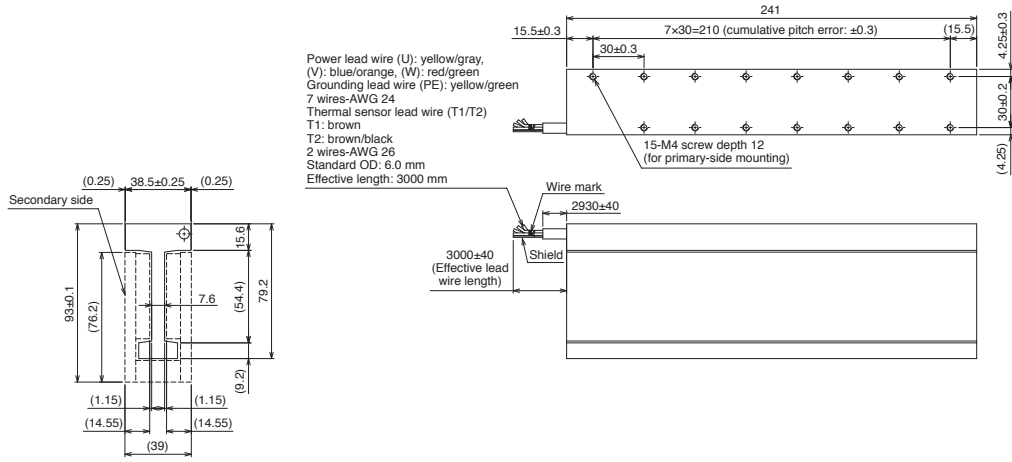 241
15.5±0.3
7×30=210 (cumulative pitch error: ±0.3)
(15.5)
4.25±0.3
30±0.3
30±0.2
(4.25)
15-M4 screw depth 12
(for primary-side mounting)
Power lead wire (U): yellow/gray,
(V): blue/orange, (W): red/green
Grounding lead wire (PE): yellow/green
7 wires-AWG 24
Thermal sensor lead wire (T1/T2)
T1: brown
T2: brown/black
2 wires-AWG 26
Standard OD: 6.0 mm
Effective length: 3000 mm
Wire mark
2930±40
Shield
3000±40
(Effective lead
wire length)
(0.25)
38.5±0.25
(0.25)
Secondary side
15.6
93±0.1
(76.2)
7.6
(54.4)
79.2
(9.2)
(1.15)
(1.15)
(14.55)
(14.55)
(39)